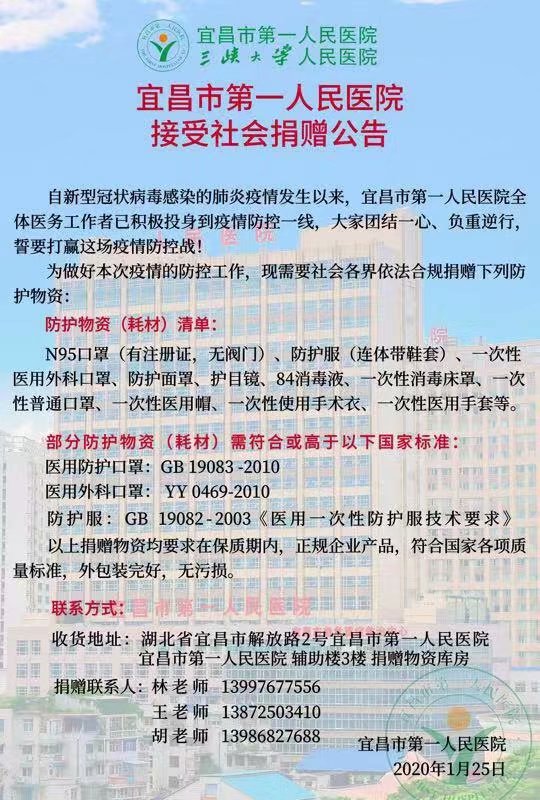 宜昌市第一人民医院
三峡大学人民医院
宜昌市第一人民医院
接受社会捐赠公告
自新型冠状病毒感染的肺炎疫情发生以来，宜昌市第一人民医院全
体医务工作者已积极投身到疫情防控一线，大家团结一心、负重逆行，
誓要打赢这场疫情防控战！
为做好本次疫情的防控工作，现需要社会各界依法合规捐赠下列防
护物资：
防护物资（耗材）清单：
N95口罩（有注册证，无阀门）、防护服（连体带鞋套）、一次性
医用外科口罩、防护面罩、护目镜、84消毒液、一次性消毒床罩、一次
性普通口罩、一次性医用帽、一次性使用手术衣、一次性医用手套等。
部分防护物资（耗材）需符合或高于以下国家标准：
医用防护口罩：GB 19083 -2010
医用外科口罩： YY 0469-2010
防护服：GB 19082-2003《医用一次性防护服技术要求》
以上捐赠物资均要求在保质期内，正规企业产品，符合国家各项质
量标准，外包装完好，无污损。
联系方式：
收货地址：湖北省宜昌市解放路2号宜昌市第一人民医院
宜昌市第一人民医院 辅助楼3楼 捐赠物资库房
捐赠联系人：林老师 13997677556
王老师 13872503410
胡老师 13986827688
宜昌市第一人民医院
2020年1月25日